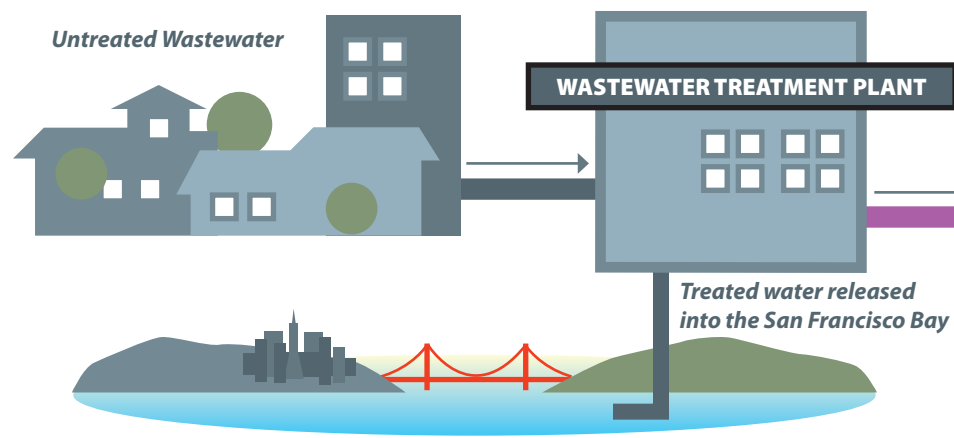 Untreated Wastewater
WASTEWATER TREATMENT PLANT
Treated water released
into the San Francisco Bay